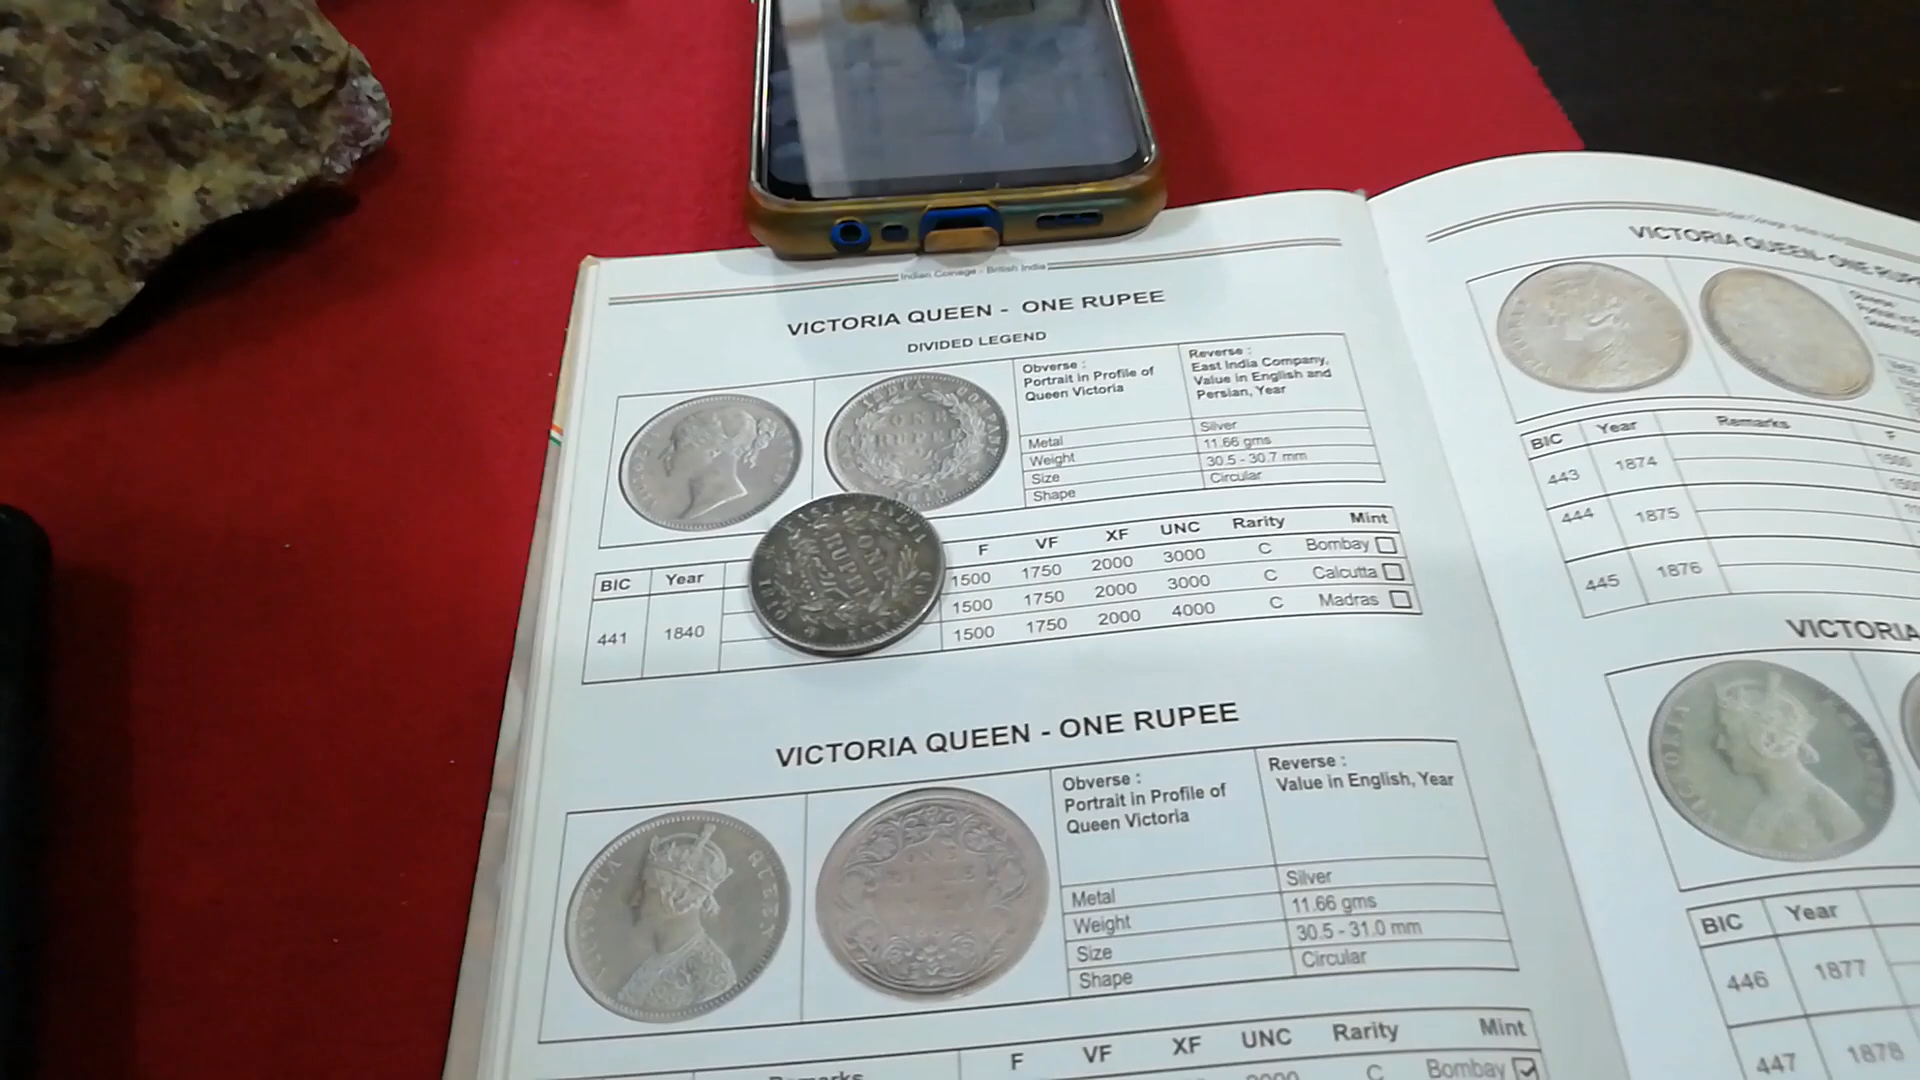 Indian Coinage - British India
VICTORIA QUEEN - ONE RUPEE
DIVIDED LEGEND
Obverse :
Portrait in Profile of
Queen Victoria
Reverse :
East India Company,
Value in English and
Persian, Year
Metal Silver
Weight 11.66 gms
Size 30.5 - 30.7 mm
Shape Circular
ONE
RUPEE
EAST INDIA
ONE
RUPEE
BIC Year F VF XF UNC Rarity Mint
1500 1750 2000 3000 C Bombay
1500 1750 2000 3000 C Calcutta
441 1840 1500 1750 2000 4000 C Madras
VICTORIA QUEEN - ONE RUPEE
VICTORIA QUEEN
Obverse :
Portrait in Profile of
Queen Victoria
Reverse :
Value in English, Year
Metal Silver
Weight 11.66 gms
Size 30.5 - 31.0 mm
Shape Circular
F VF XF UNC Rarity Mint
C Bombay
VICTORIA QUEEN- ONE
BIC Year Remarks F
443 1874 1500
444 1875
445 1876
VICTORIA
VICTORIA
BIC Year
446 1877
447 1878